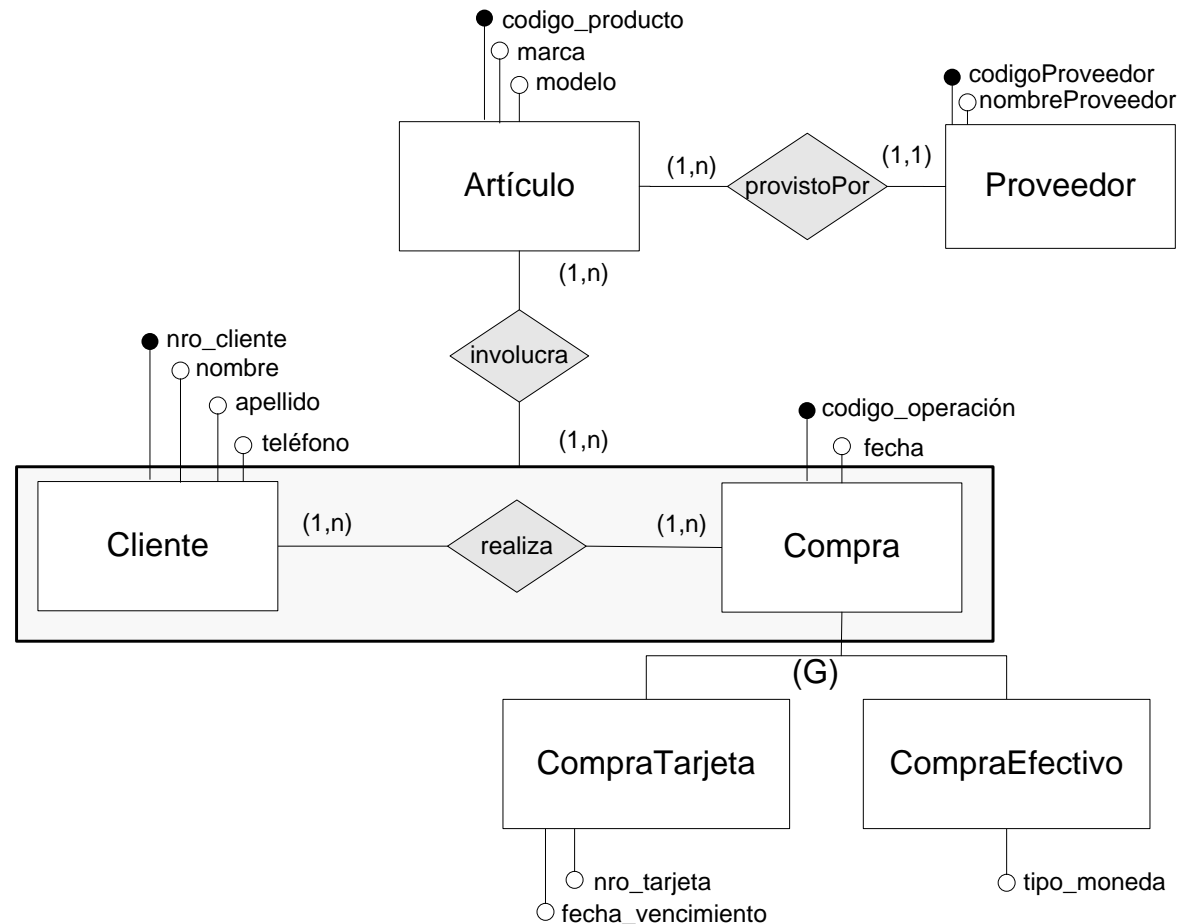 codigo_producto
marca
modelo
codigoProveedor
nombreProveedor
Artículo
(1,n)
provistoPor
(1,1)
Proveedor
(1,n)
involucra
(1,n)
nro_cliente
nombre
apellido
teléfono
codigo_operación
fecha
Cliente
(1,n)
realiza
(1,n)
Compra
(G)
CompraTarjeta
CompraEfectivo
nro_tarjeta
fecha_vencimiento
tipo_moneda